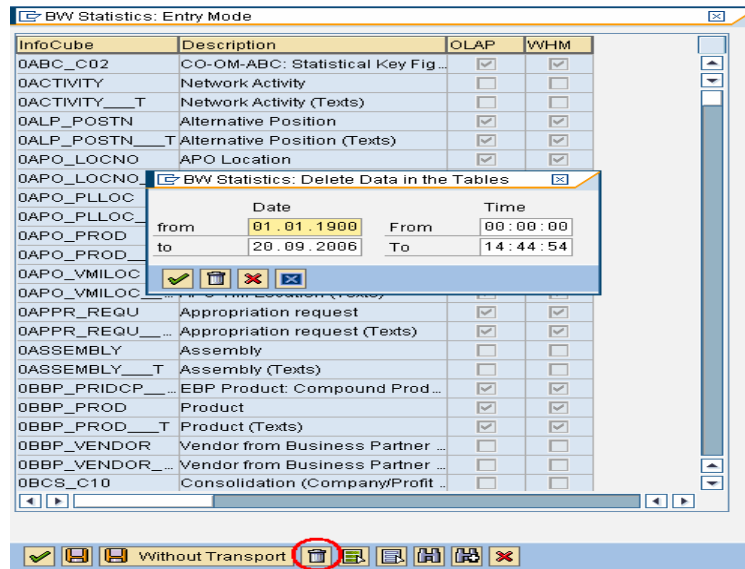 BW Statistics: Entry Mode
InfoCube Description OLAP WHM
0ABC_C02 CO-OM-ABC: Statistical Key Fig...
0ACTIVITY Network Activity
0ACTIVITY___T Network Activity (Texts)
0ALP_POSTN Alternative Position
0ALP_POSTN___T Alternative Position (Texts)
0APO_LOCNO APO Location
0APO_LOCNO_
BW Statistics: Delete Data in the Tables
0APO_PLLOC
Date Time
0APO_PLLOC_
from 01.01.1900 From 00:00:00
0APO_PROD
to 20.09.2006 To 14:44:54
0APO_PROD_
0APO_VMILOC
0APO_VMILOC__... (Texts)
0APPR_REQU Appropriation request
0APPR_REQU__... Appropriation request (Texts)
0ASSEMBLY Assembly
0ASSEMBLY___T Assembly (Texts)
0BBP_PRIDCP__... EBP Product: Compound Prod...
0BBP_PROD Product
0BBP_PROD___T Product (Texts)
0BBP_VENDOR Vendor from Business Partner ...
0BBP_VENDOR_... Vendor from Business Partner ...
0BCS_C10 Consolidation (Company/Profit ..
Without Transport